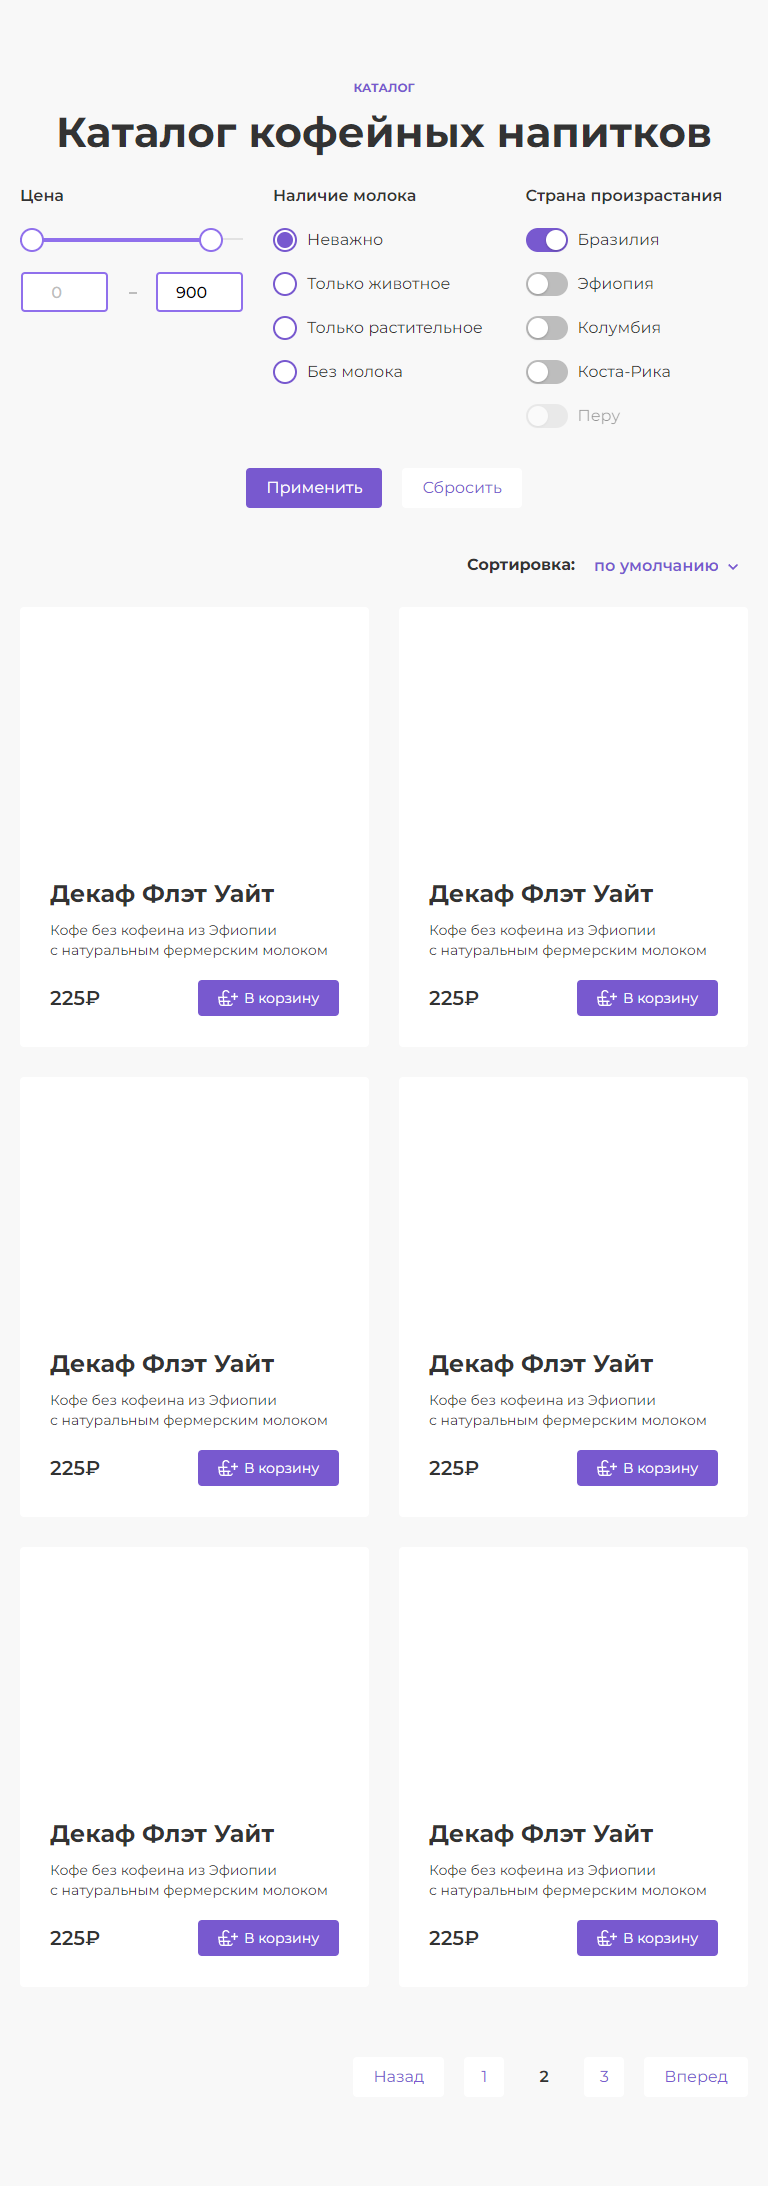 КАТАЛОГ
Каталог кофейных напитков
Цена
0 – 900
Наличие молока
Неважно
Только животное
Только растительное
Без молока
Страна произрастания
Бразилия
Эфиопия
Колумбия
Коста-Рика
Перу
Применить Сбросить
Сортировка: по умолчанию
Декаф Флэт Уайт
Кофе без кофеина из Эфиопии
с натуральным фермерским молоком
225₽ В корзину
Декаф Флэт Уайт
Кофе без кофеина из Эфиопии
с натуральным фермерским молоком
225₽ В корзину
Декаф Флэт Уайт
Кофе без кофеина из Эфиопии
с натуральным фермерским молоком
225₽ В корзину
Декаф Флэт Уайт
Кофе без кофеина из Эфиопии
с натуральным фермерским молоком
225₽ В корзину
Декаф Флэт Уайт
Кофе без кофеина из Эфиопии
с натуральным фермерским молоком
225₽ В корзину
Декаф Флэт Уайт
Кофе без кофеина из Эфиопии
с натуральным фермерским молоком
225₽ В корзину
Назад 1 2 3 Вперед